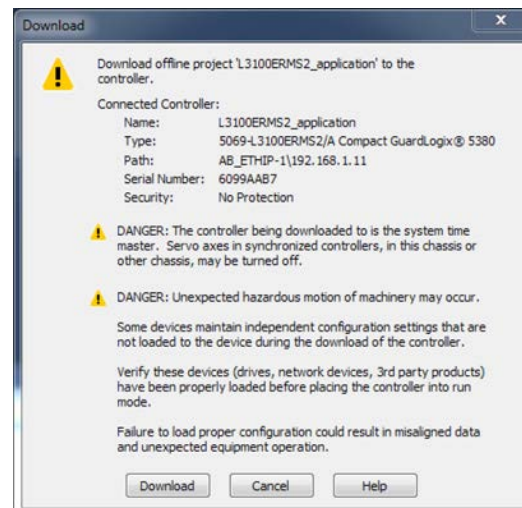 Download
x
Download offline project 'L3100ERMS2_application' to the
controller.
Connected Controller:
Name: L3100ERMS2_application
Type: 5069-L3100ERMS2/A Compact GuardLogix® 5380
Path: AB_ETHIP-1\192.168.1.11
Serial Number: 6099AAB7
Security: No Protection
DANGER: The controller being downloaded to is the system time
master. Servo axes in synchronized controllers, in this chassis or
other chassis, may be turned off.
DANGER: Unexpected hazardous motion of machinery may occur.
Some devices maintain independent configuration settings that are
not loaded to the device during the download of the controller.
Verify these devices (drives, network devices, 3rd party products)
have been properly loaded before placing the controller into run
mode.
Failure to load proper configuration could result in misaligned data
and unexpected equipment operation.
Download Cancel Help